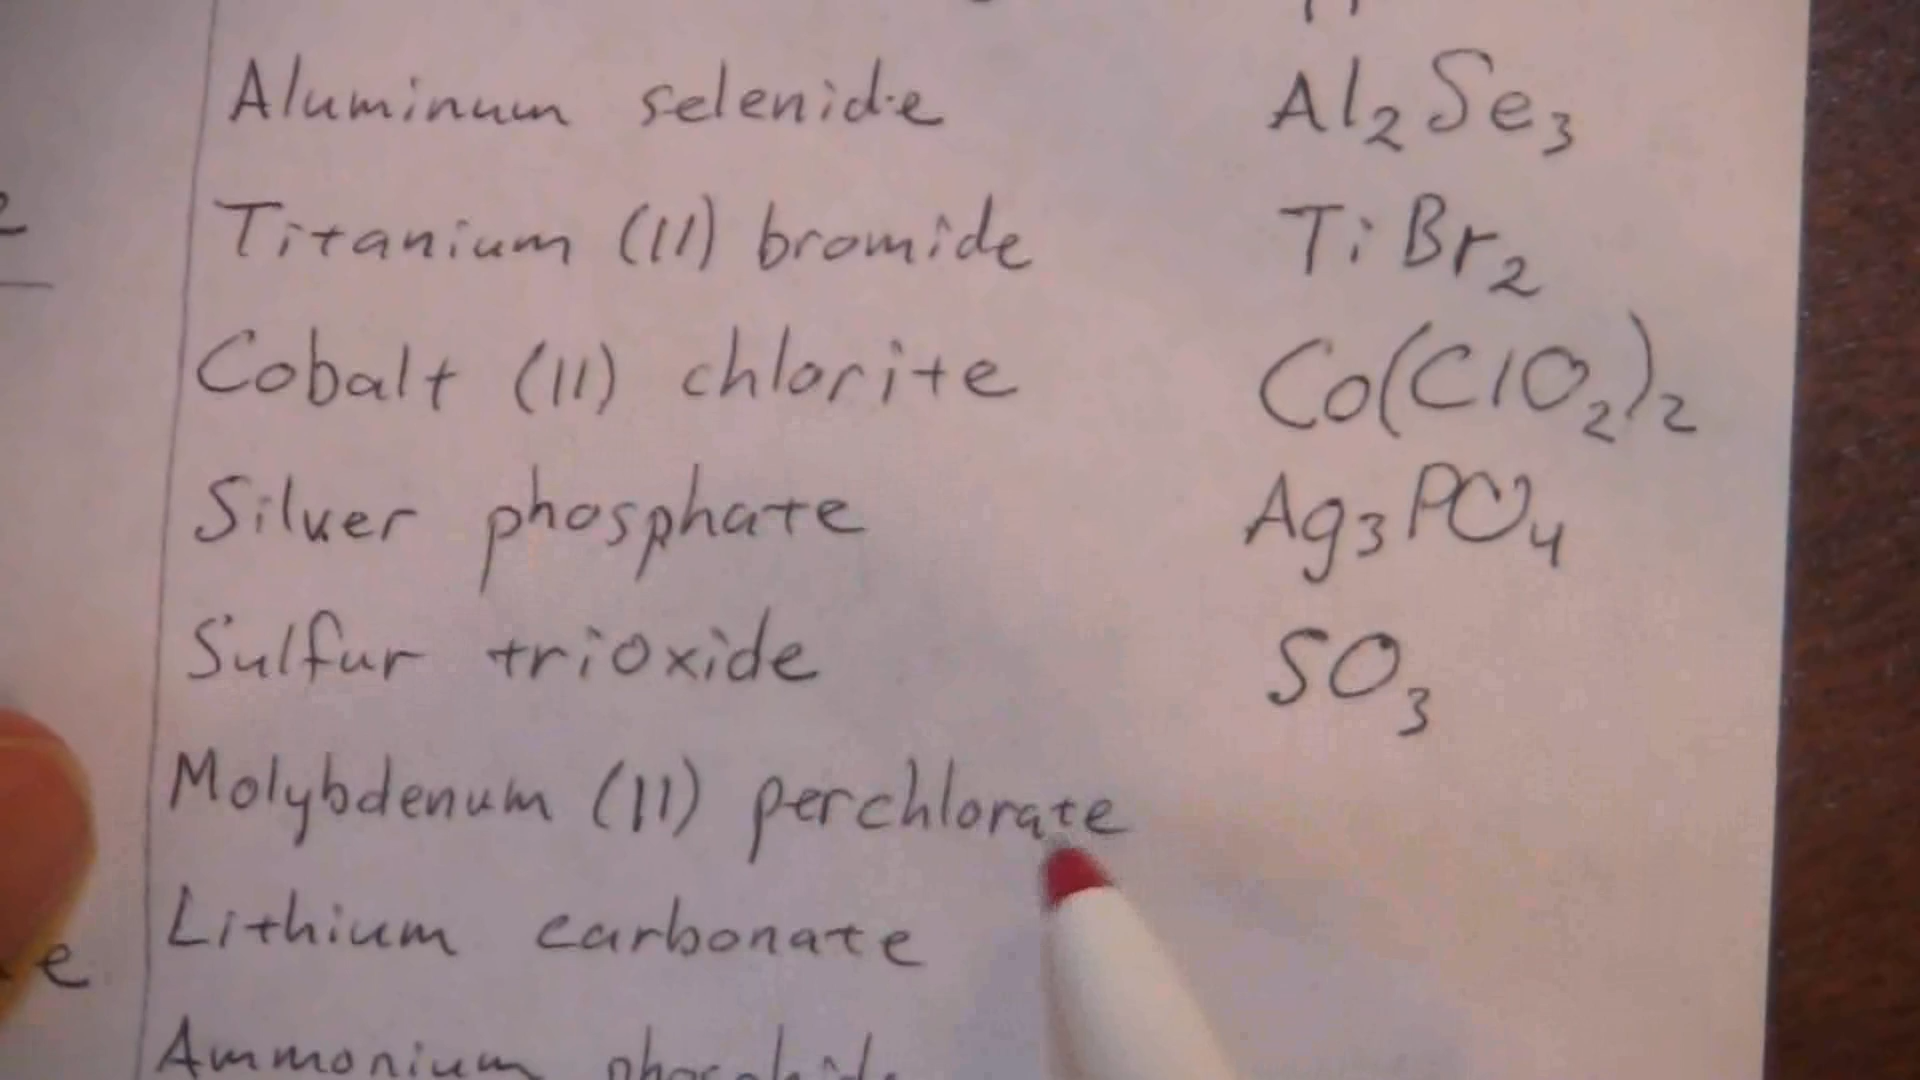 Aluminum selenide Al2Se3
Titanium (II) bromide TiBr2
Cobalt (II) chlorite Co(ClO2)2
Silver phosphate Ag3PO4
Sulfur trioxide SO3
Molybdenum (II) perchlorate
Lithium carbonate
e
Ammonium